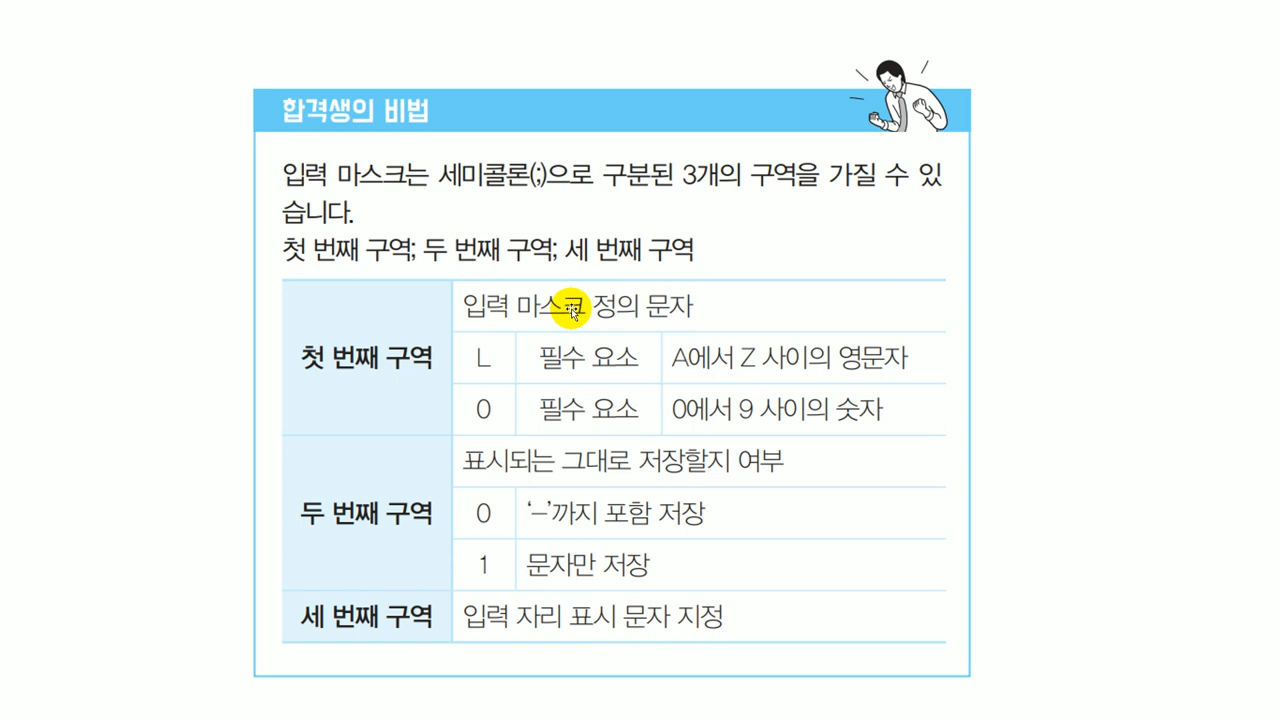 합격생의 비법
입력 마스크는 세미콜론(;)으로 구분된 3개의 구역을 가질 수 있
습니다.
첫 번째 구역; 두 번째 구역; 세 번째 구역
첫 번째 구역
입력 마스크 정의 문자
L 필수 요소 A에서 Z 사이의 영문자
0 필수 요소 0에서 9 사이의 숫자
두 번째 구역
표시되는 그대로 저장할지 여부
0 ‘–’까지 포함 저장
1 문자만 저장
세 번째 구역 입력 자리 표시 문자 지정